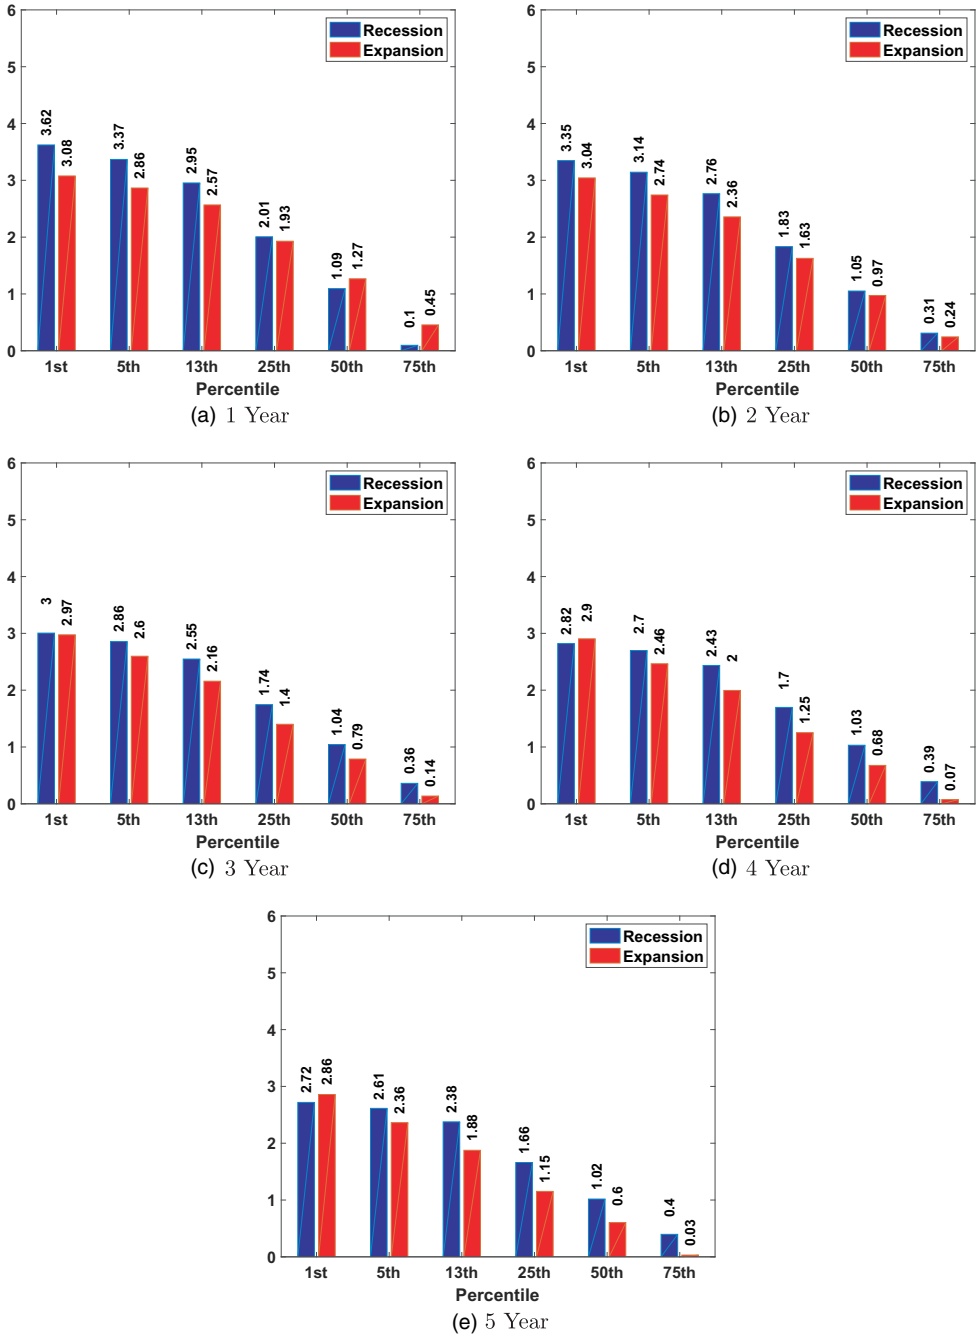 6
5
4
3
2
1
0
Recession
Expansion
3.62 3.08 3.37 2.86 2.95 2.57 2.01 1.93 1.09 1.27 0.1 0.45
1st 5th 13th 25th 50th 75th
Percentile
(a) 1 Year
6
5
4
3
2
1
0
Recession
Expansion
3.35 3.04 3.14 2.74 2.76 2.36 1.83 1.63 1.05 0.97 0.31 0.24
1st 5th 13th 25th 50th 75th
Percentile
(b) 2 Year
6
5
4
3
2
1
0
Recession
Expansion
3 2.97 2.86 2.6 2.55 2.16 1.74 1.4 1.04 0.79 0.36 0.14
1st 5th 13th 25th 50th 75th
Percentile
(c) 3 Year
6
5
4
3
2
1
0
Recession
Expansion
2.82 2.9 2.7 2.46 2.43 2 1.7 1.25 1.03 0.68 0.39 0.07
1st 5th 13th 25th 50th 75th
Percentile
(d) 4 Year
6
5
4
3
2
1
0
Recession
Expansion
2.72 2.86 2.61 2.36 2.38 1.88 1.66 1.15 1.02 0.6 0.4 0.03
1st 5th 13th 25th 50th 75th
Percentile
(e) 5 Year